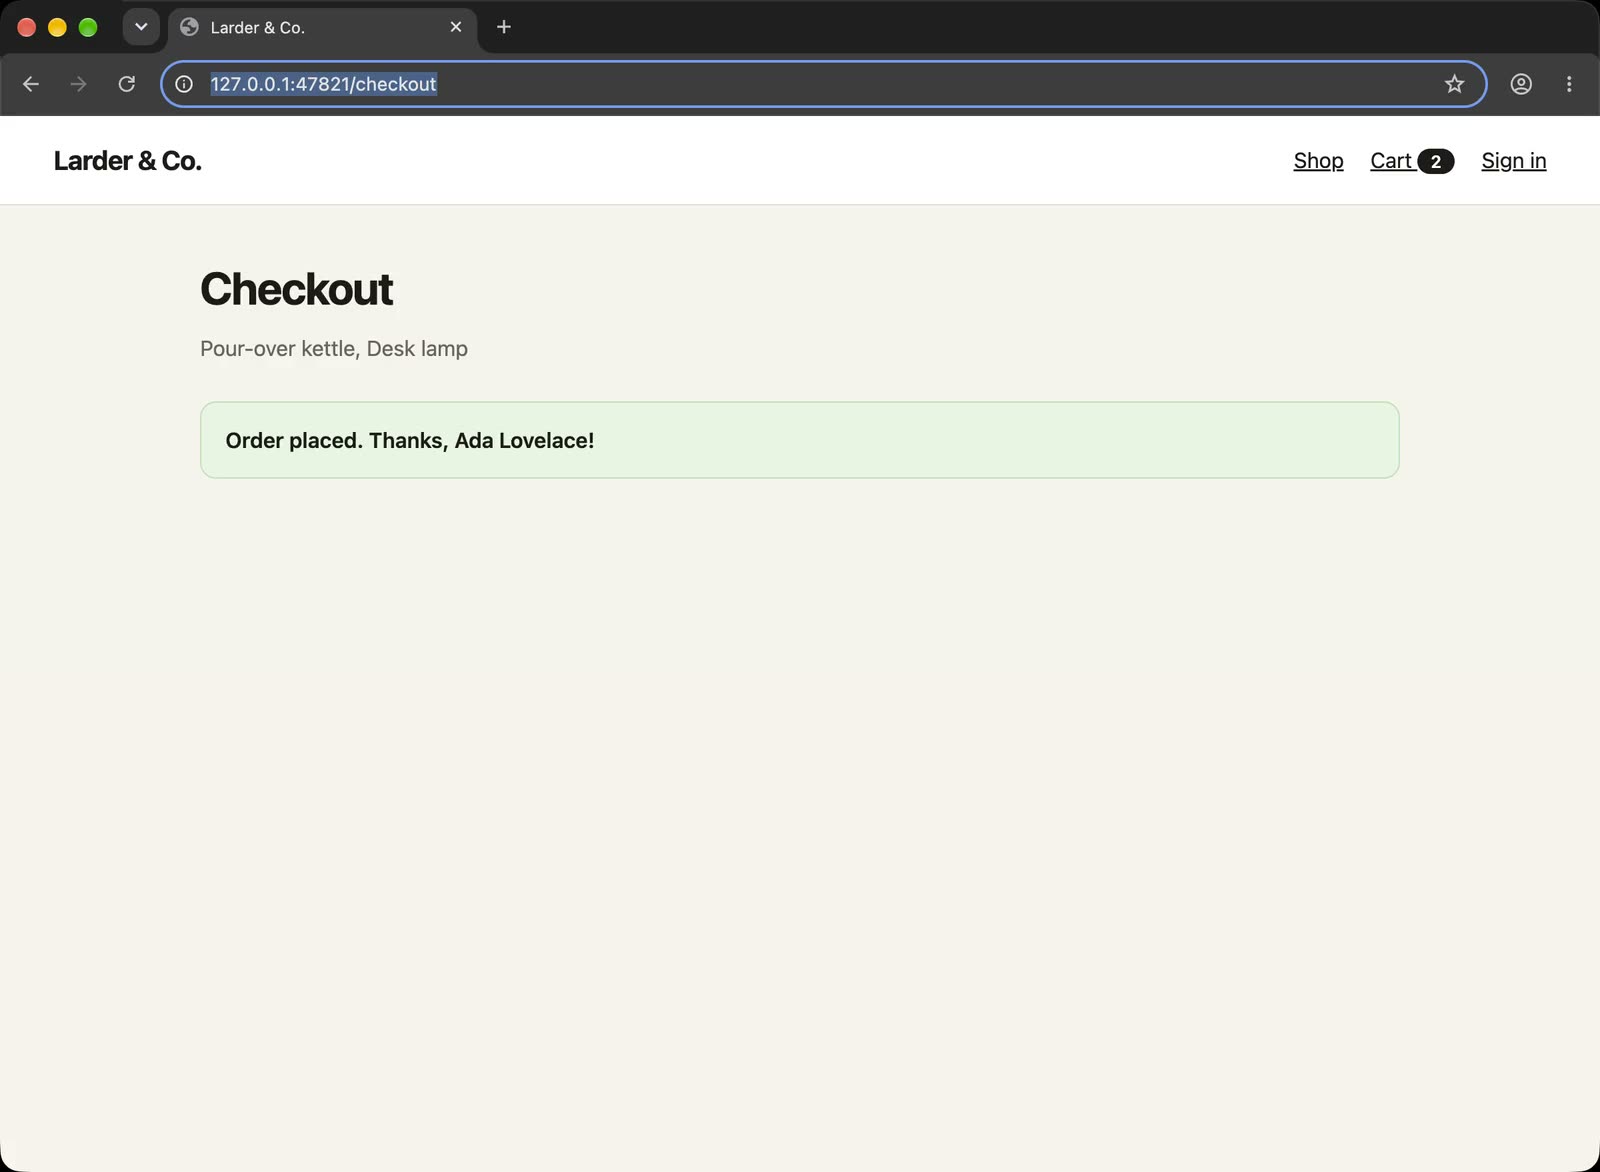 Larder & Co.
127.0.0.1:47821/checkout
Larder & Co.
Shop
Cart 2
Sign in
Checkout
Pour-over kettle, Desk lamp
Order placed. Thanks, Ada Lovelace!